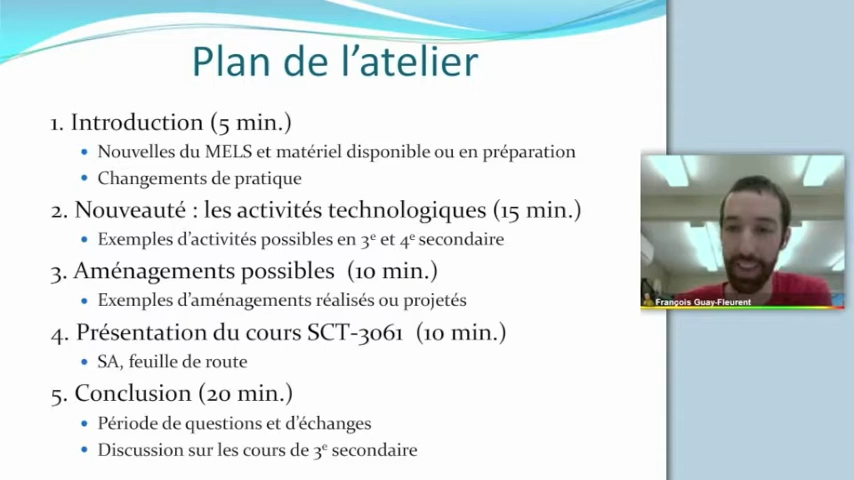 Plan de l'atelier
1. Introduction (5 min.)
• Nouvelles du MELS et matériel disponible ou en préparation
• Changements de pratique
2. Nouveauté : les activités technologiques (15 min.)
• Exemples d'activités possibles en 3e et 4e secondaire
3. Aménagements possibles (10 min.)
• Exemples d'aménagements réalisés ou projetés
4. Présentation du cours SCT-3061 (10 min.)
• SA, feuille de route
5. Conclusion (20 min.)
• Période de questions et d'échanges
• Discussion sur les cours de 3e secondaire
François Guay-Fleurent